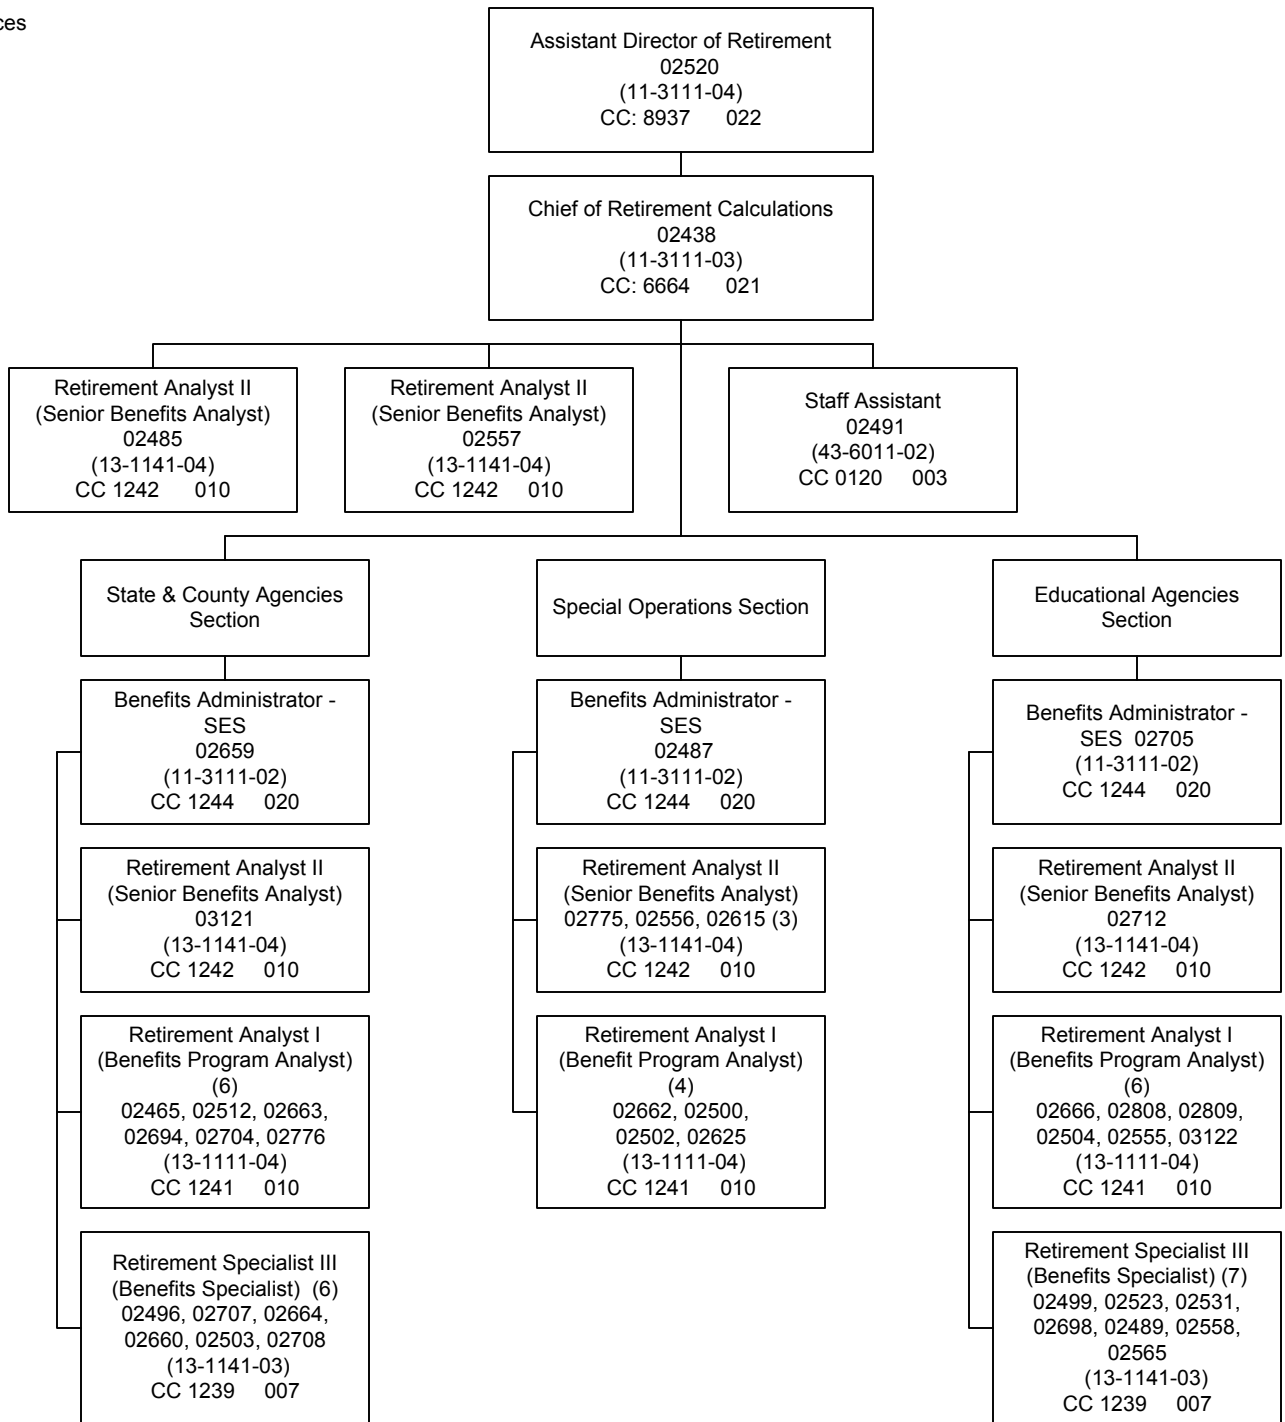 Assistant Director of Retirement
02520
(11-3111-04)
CC: 8937 022
Chief of Retirement Calculations
02438
(11-3111-03)
CC: 6664 021
Retirement Analyst II
(Senior Benefits Analyst)
02485
(13-1141-04)
CC 1242 010
Retirement Analyst II
(Senior Benefits Analyst)
02557
(13-1141-04)
CC 1242 010
Staff Assistant
02491
(43-6011-02)
CC 0120 003
State & County Agencies
Section
Special Operations Section
Educational Agencies
Section
Benefits Administrator -
SES
02659
(11-3111-02)
CC 1244 020
Benefits Administrator -
SES
02487
(11-3111-02)
CC 1244 020
Benefits Administrator -
SES 02705
(11-3111-02)
CC 1244 020
Retirement Analyst II
(Senior Benefits Analyst)
03121
(13-1141-04)
CC 1242 010
Retirement Analyst II
(Senior Benefits Analyst)
02775, 02556, 02615 (3)
(13-1141-04)
CC 1242 010
Retirement Analyst II
(Senior Benefits Analyst)
02712
(13-1141-04)
CC 1242 010
Retirement Analyst I
(Benefits Program Analyst)
(6)
02465, 02512, 02663,
02694, 02704, 02776
(13-1111-04)
CC 1241 010
Retirement Analyst I
(Benefit Program Analyst)
(4)
02662, 02500,
02502, 02625
(13-1111-04)
CC 1241 010
Retirement Analyst I
(Benefits Program Analyst)
(6)
02666, 02808, 02809,
02504, 02555, 03122
(13-1111-04)
CC 1241 010
Retirement Specialist III
(Benefits Specialist) (6)
02496, 02707, 02664,
02660, 02503, 02708
(13-1141-03)
CC 1239 007
Retirement Specialist III
(Benefits Specialist) (7)
02499, 02523, 02531,
02698, 02489, 02558,
02565
(13-1141-03)
CC 1239 007